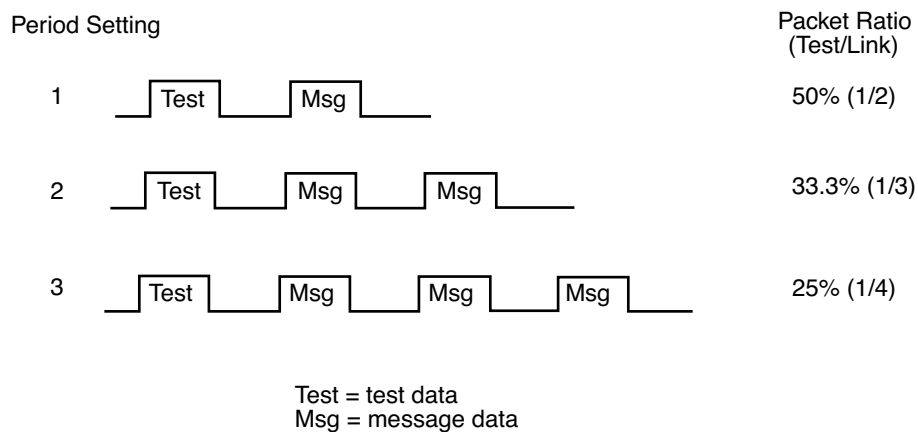 Period Setting
Packet Ratio
(Test/Link)
1
Test
Msg
50% (1/2)
2
Test
Msg
Msg
33.3% (1/3)
3
Test
Msg
Msg
Msg
25% (1/4)
Test = test data
Msg = message data